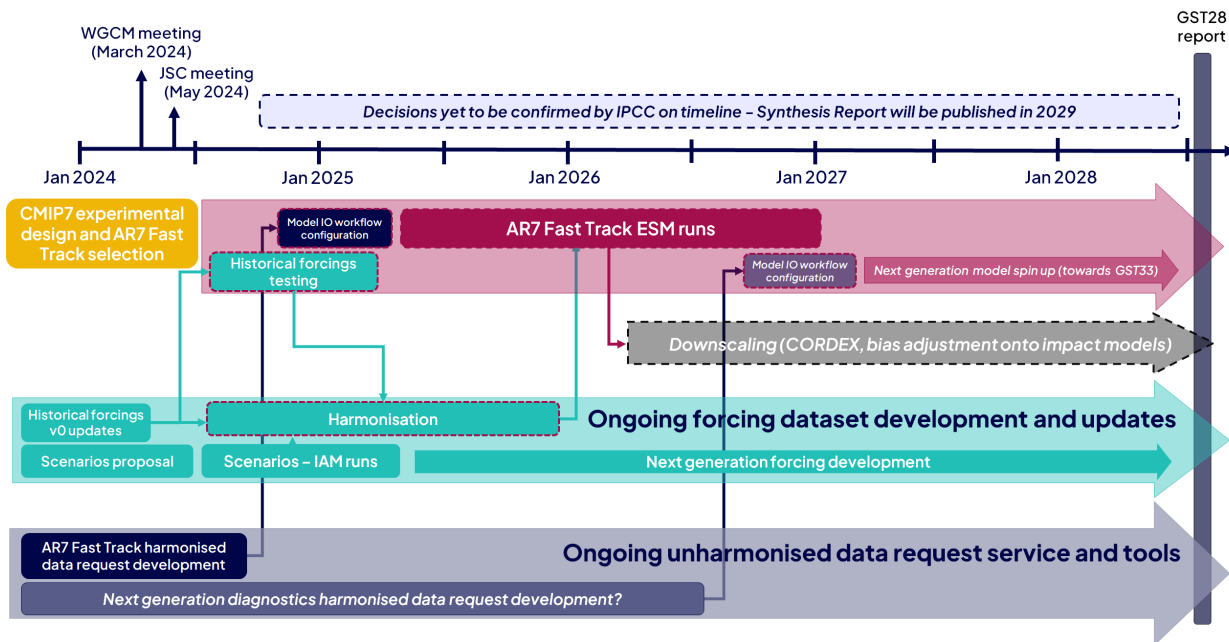 GST28
report
WGCM meeting
(March 2024)
JSC meeting
(May 2024)
Decisions yet to be confirmed by IPCC on timeline – Synthesis Report will be published in 2029
Jan 2024
Jan 2025
Jan 2026
Jan 2027
Jan 2028
CMIP7 experimental
design and AR7 Fast
Track selection
Model IO workflow
configuration
AR7 Fast Track ESM runs
Historical forcings
testing
Model IO workflow
configuration
Next generation model spin up (towards GST33)
Downscaling (CORDEX, bias adjustment onto impact models)
Historical forcings
v0 updates
Harmonisation
Ongoing forcing dataset development and updates
Scenarios proposal
Scenarios – IAM runs
Next generation forcing development
AR7 Fast Track harmonised
data request development
Ongoing unharmonised data request service and tools
Next generation diagnostics harmonised data request development?